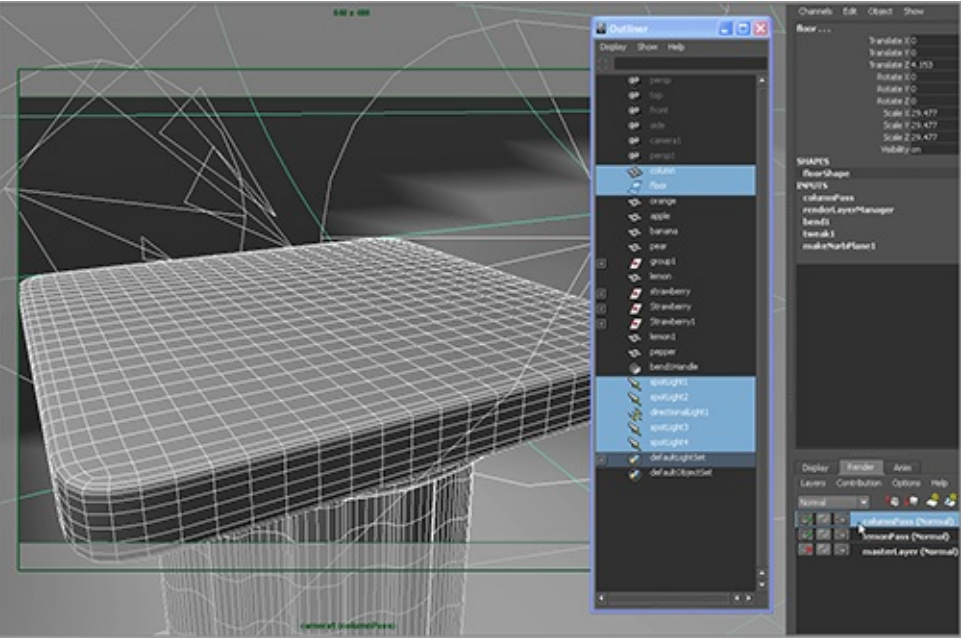 640 x 480
Outliner
Display Show Help
persp
top
front
side
camera1
persp1
column
floor
orange
apple
banana
pear
group1
lemon
strawberry
Strawberry
Strawberry1
lemon1
pepper
bend1Handle
spotLight1
spotLight2
directionalLight1
spotLight3
spotLight4
defaultLightSet
defaultObjectSet
Channels Edit Object Show
floor . . .
Translate X 0
Translate Y 0
Translate Z 4.153
Rotate X 0
Rotate Y 0
Rotate Z 0
Scale X 29.477
Scale Y 29.477
Scale Z 29.477
Visibility on
SHAPES
floorShape
INPUTS
columnPass
renderLayerManager
bend1
tweak1
makeNurbPlane1
Display Render Anim
Layers Contribution Options Help
Normal
columnPass (Normal)
lemonPass (Normal)
masterLayer (Normal)
camera1 (columnPass)